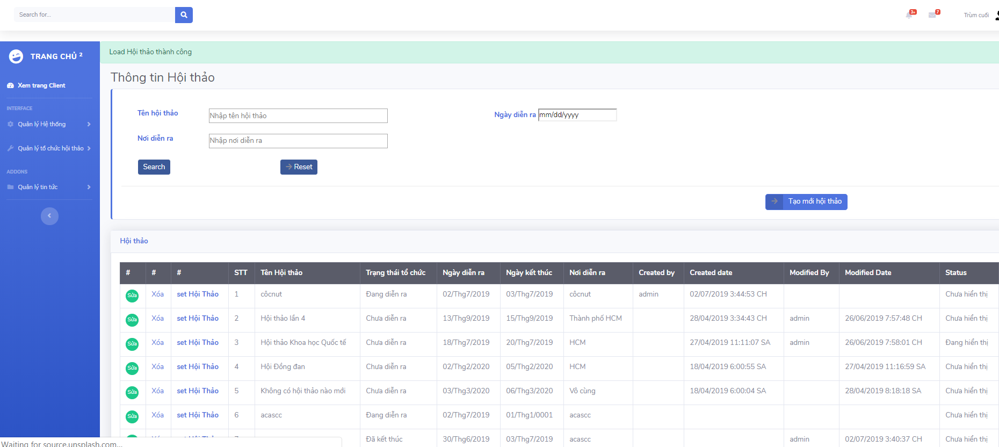 Search for...
3+
7
Trùm cuối
TRANG CHỦ 2
Load Hội thảo thành công
Thông tin Hội thảo
Xem trang Client
INTERFACE
Quản lý Hệ thống
Quản lý tổ chức hội thảo
ADDONS
Quản lý tin tức
Tên hội thảo Nhập tên hội thảo Ngày diễn ra mm/dd/yyyy
Nơi diễn ra Nhập nơi diễn ra
Search Reset
Tạo mới hội thảo
Hội thảo
# # # STT Tên Hội thảo Trạng thái tổ chức Ngày diễn ra Ngày kết thúc Nơi diễn ra Created by Created date Modified By Modified Date Status
Sửa Xóa set Hội Thảo 1 côcnut Đang diễn ra 02/Thg7/2019 03/Thg7/2019 côcnut admin 02/07/2019 3:44:53 CH Chưa hiển thị
Sửa Xóa set Hội Thảo 2 Hội thảo lần 4 Chưa diễn ra 13/Thg9/2019 15/Thg9/2019 Thành phố HCM 28/04/2019 3:34:43 CH admin 26/06/2019 7:57:48 CH Chưa hiển thị
Sửa Xóa set Hội Thảo 3 Hội thảo Khoa học Quốc tế Chưa diễn ra 18/Thg7/2019 20/Thg7/2019 HCM 27/04/2019 11:11:07 SA admin 26/06/2019 7:58:01 CH Đang hiển thị
Sửa Xóa set Hội Thảo 4 Hội Đồng đan Chưa diễn ra 02/Thg2/2020 05/Thg2/2020 HCM 18/04/2019 6:00:55 SA 27/04/2019 11:16:59 SA Chưa hiển thị
Sửa Xóa set Hội Thảo 5 Không có hội thảo nào mới Chưa diễn ra 03/Thg3/2020 06/Thg3/2020 Vô cùng 18/04/2019 6:00:04 SA 28/04/2019 8:18:18 SA Chưa hiển thị
Sửa Xóa set Hội Thảo 6 acascc Đang diễn ra 02/Thg7/2019 01/Thg1/0001 acascc Chưa hiển thị
Đã kết thúc 30/Thg6/2019 03/Thg7/2019 acascc admin 02/07/2019 3:40:37 CH Chưa hiển thị
Waiting for source.unsplash.com...